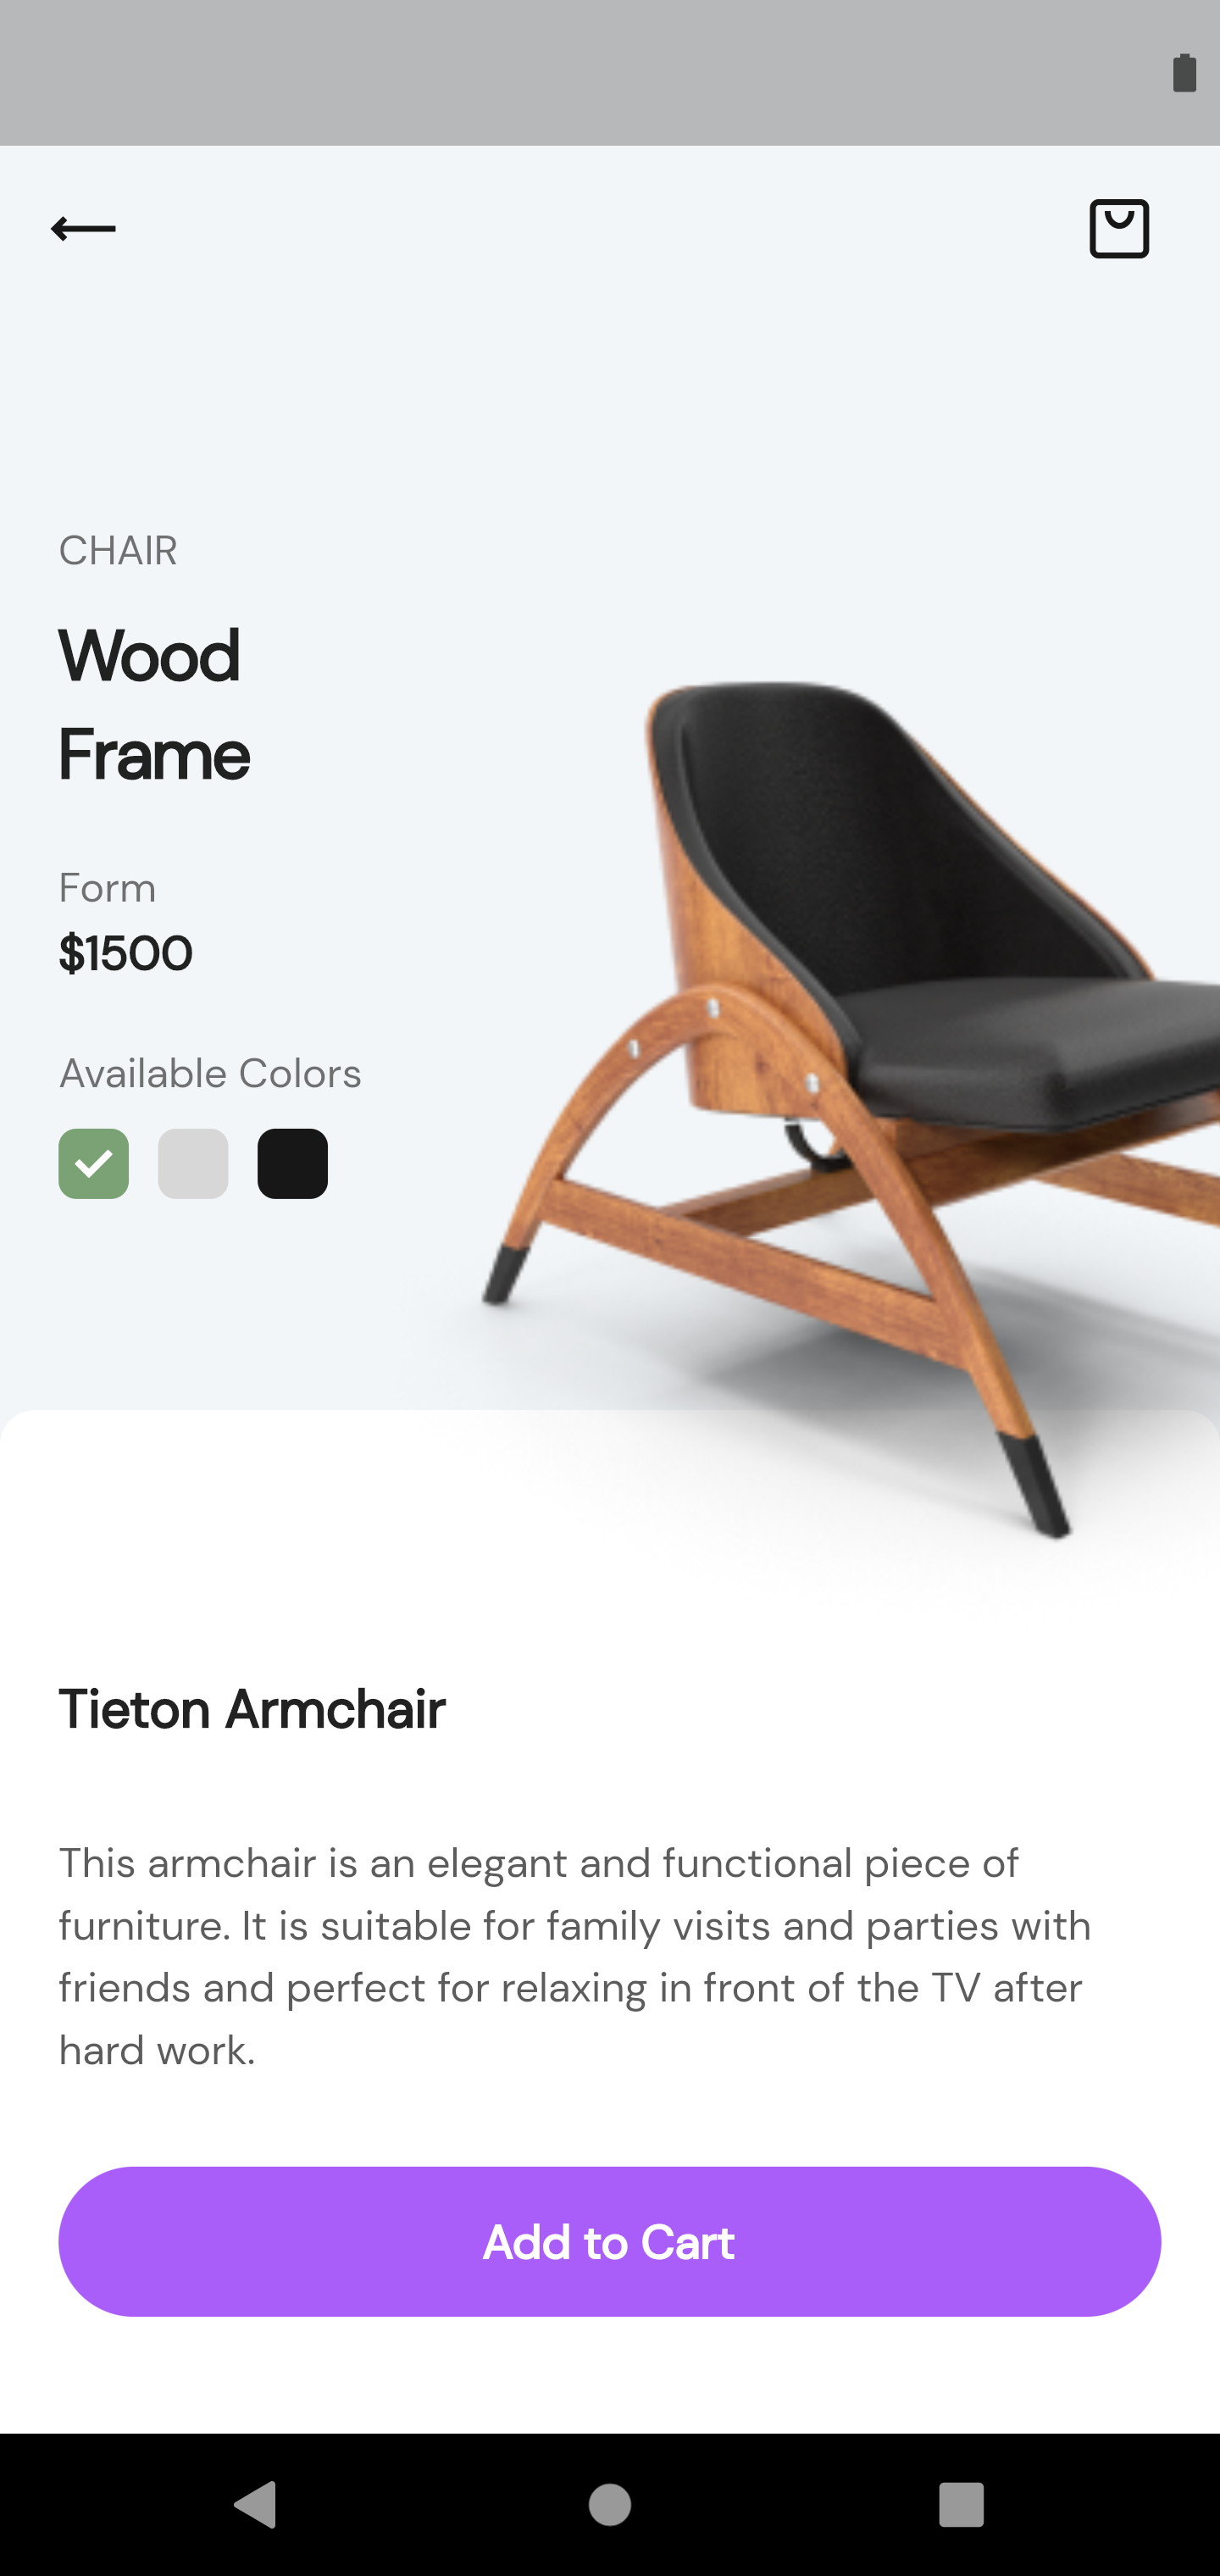 CHAIR
Wood
Frame
Form
$1500
Available Colors
Tieton Armchair
This armchair is an elegant and functional piece of
furniture. It is suitable for family visits and parties with
friends and perfect for relaxing in front of the TV after
hard work.
Add to Cart